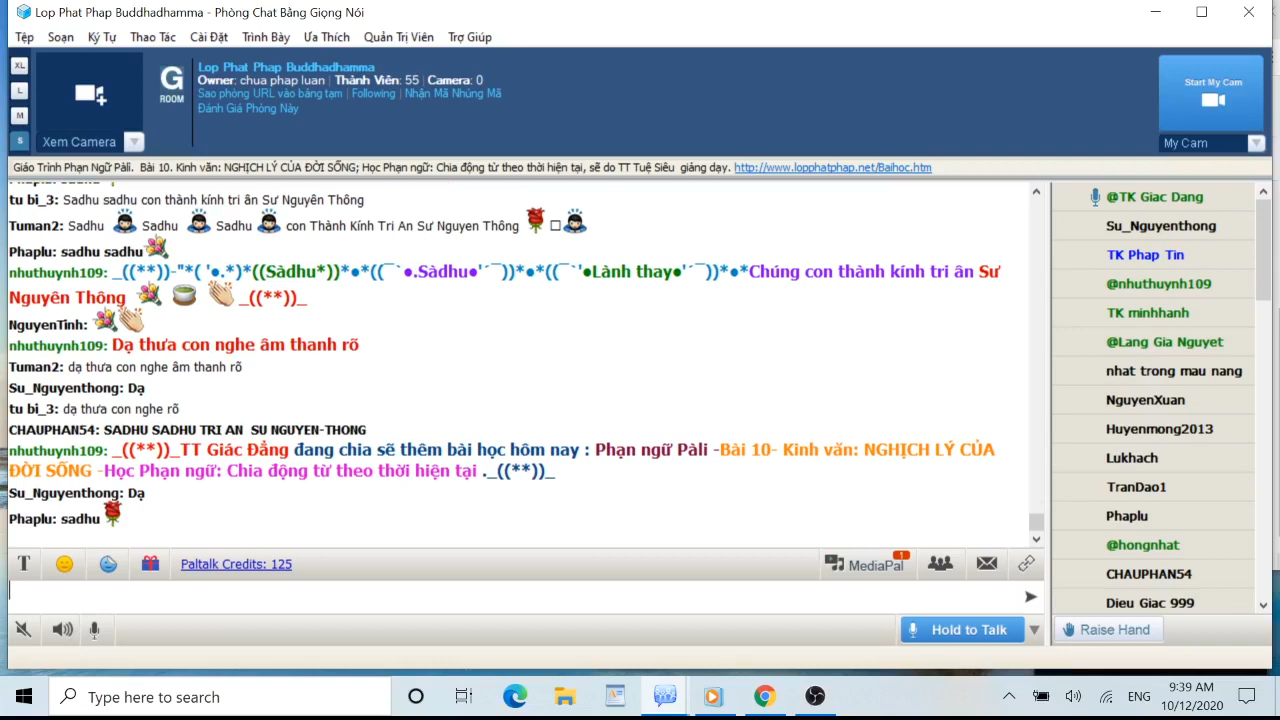 Lop Phat Phap Buddhadhamma - Phòng Chat Bằng Giọng Nói
Tệp Soạn Ký Tự Thao Tác Cài Đặt Trình Bày Ưa Thích Quản Trị Viên Trợ Giúp
XL
L
M
S
Xem Camera
G
ROOM
Lop Phat Phap Buddhadhamma
Owner: chua phap luan | Thành Viên: 55 | Camera: 0
Sao phòng URL vào bảng tạm | Following | Nhận Mã Nhúng Mã
Đánh Giá Phòng Này
Start My Cam
My Cam
Giáo Trình Phạn Ngữ Pàli. Bài 10. Kinh văn: NGHỊCH LÝ CỦA ĐỜI SỐNG; Học Phạn ngữ: Chia động từ theo thời hiện tại, sẽ do TT Tuệ Siêu giảng dạy. http://www.lopphatphap.net/Baihoc.htm
tu bi_3: Sadhu sadhu con thành kính tri ân Sư Nguyên Thông
Tuman2: Sadhu Sadhu Sadhu con Thành Kính Tri An Sư Nguyen Thông
Phaplu: sadhu sadhu
nhuthuynh109: _((**))-"*( '●.*)*((Sàdhu*))*●*((¯`●.Sàdhu●'´¯))*●*((¯`'●Lành thay●'´¯))*●*Chúng con thành kính tri ân Sư
Nguyên Thông _((**))_
NguyenTinh:
nhuthuynh109: Dạ thưa con nghe âm thanh rõ
Tuman2: dạ thưa con nghe âm thanh rõ
Su_Nguyenthong: Dạ
tu bi_3: dạ thưa con nghe rõ
CHAUPHAN54: SADHU SADHU TRI AN SU NGUYEN-THONG
nhuthuynh109: _((**))_TT Giác Đẳng đang chia sẽ thêm bài học hôm nay : Phạn ngữ Pàli -Bài 10- Kinh văn: NGHỊCH LÝ CỦA
ĐỜI SỐNG -Học Phạn ngữ: Chia động từ theo thời hiện tại ._((**))_
Su_Nguyenthong: Dạ
Phaplu: sadhu
@TK Giac Dang
Su_Nguyenthong
TK Phap Tin
@nhuthuynh109
TK minhhanh
@Lang Gia Nguyet
nhat trong mau nang
NguyenXuan
Huyenmong2013
Lukhach
TranDao1
Phaplu
@hongnhat
CHAUPHAN54
Dieu Giac 999
T Paltalk Credits: 125 MediaPal 1
Hold to Talk
Raise Hand
Type here to search
ENG
9:39 AM
10/12/2020